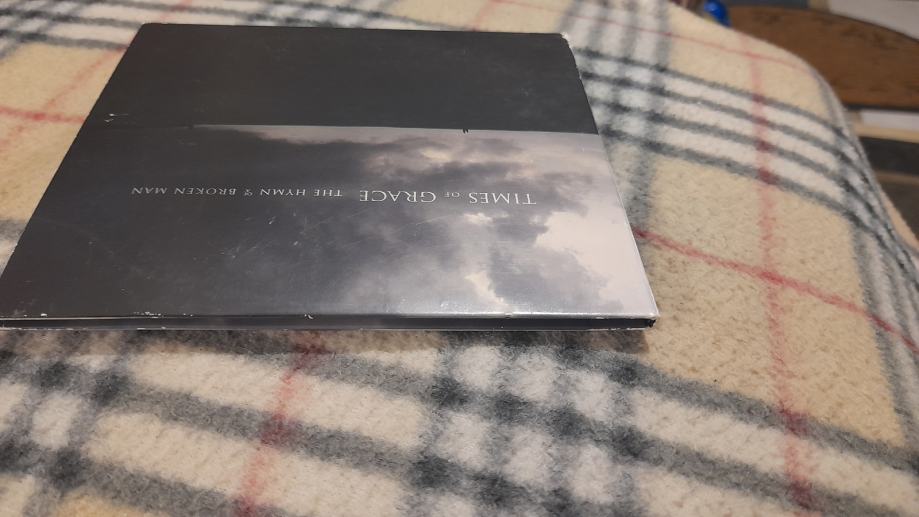 TIMES OF GRACE THE HYMN OF A BROKEN MAN